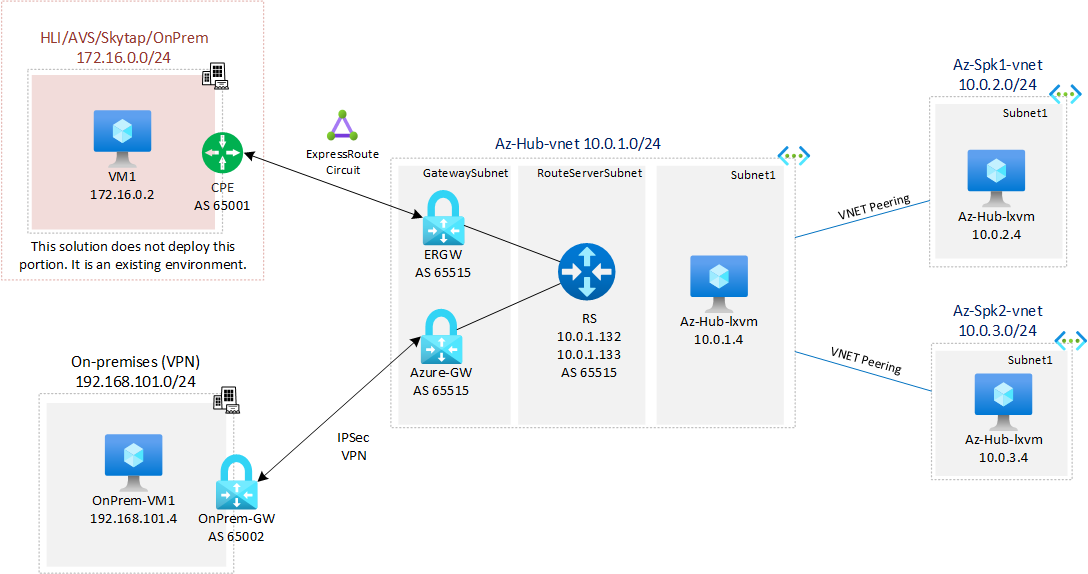 HLI/AVS/Skytap/OnPrem
172.16.0.0/24
VM1
172.16.0.2
CPE
AS 65001
This solution does not deploy this
portion. It is an existing environment.
ExpressRoute
Circuit
On-premises (VPN)
192.168.101.0/24
OnPrem-VM1
192.168.101.4
OnPrem-GW
AS 65002
IPSec
VPN
Az-Hub-vnet 10.0.1.0/24
GatewaySubnet
ERGW
AS 65515
Azure-GW
AS 65515
RouteServerSubnet
RS
10.0.1.132
10.0.1.133
AS 65515
Subnet1
Az-Hub-lxvm
10.0.1.4
VNET Peering
VNET Peering
Az-Spk1-vnet
10.0.2.0/24
Subnet1
Az-Hub-lxvm
10.0.2.4
Az-Spk2-vnet
10.0.3.0/24
Subnet1
Az-Hub-lxvm
10.0.3.4